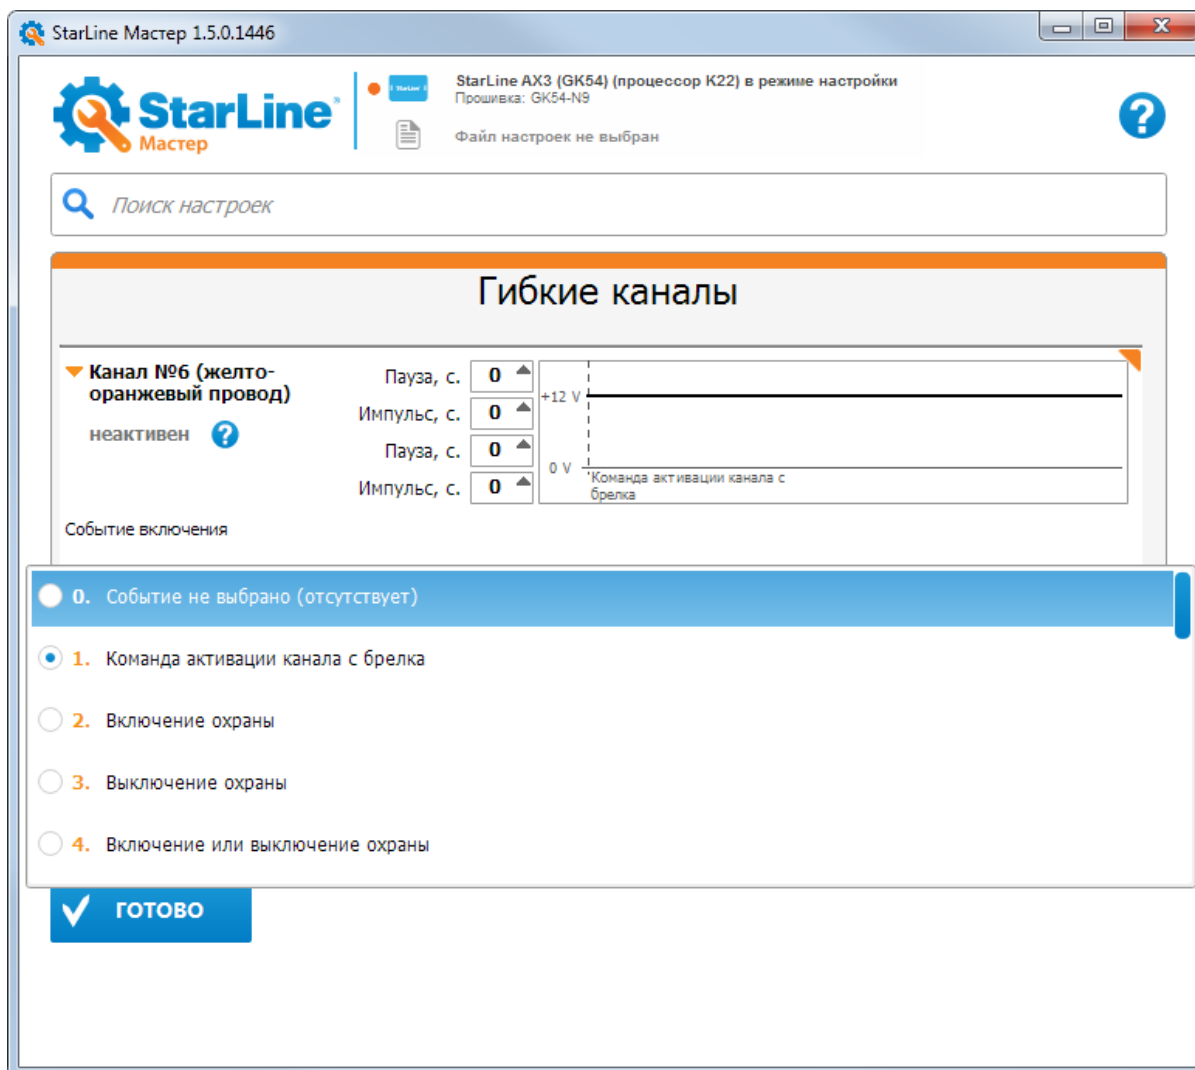 StarLine Мастер 1.5.0.1446
StarLine
Мастер
StarLine AX3 (GK54) (процессор K22) в режиме настройки
Прошивка: GK54-N9
Файл настроек не выбран
?
Поиск настроек
Гибкие каналы
Канал №6 (желто-
оранжевый провод)
неактивен ?
Пауза, с. 0
Импульс, с. 0
Пауза, с. 0
Импульс, с. 0
+12 V
0 V
Команда активации канала с
брелка
Событие включения
0. Событие не выбрано (отсутствует)
1. Команда активации канала с брелка
2. Включение охраны
3. Выключение охраны
4. Включение или выключение охраны
ГОТОВО